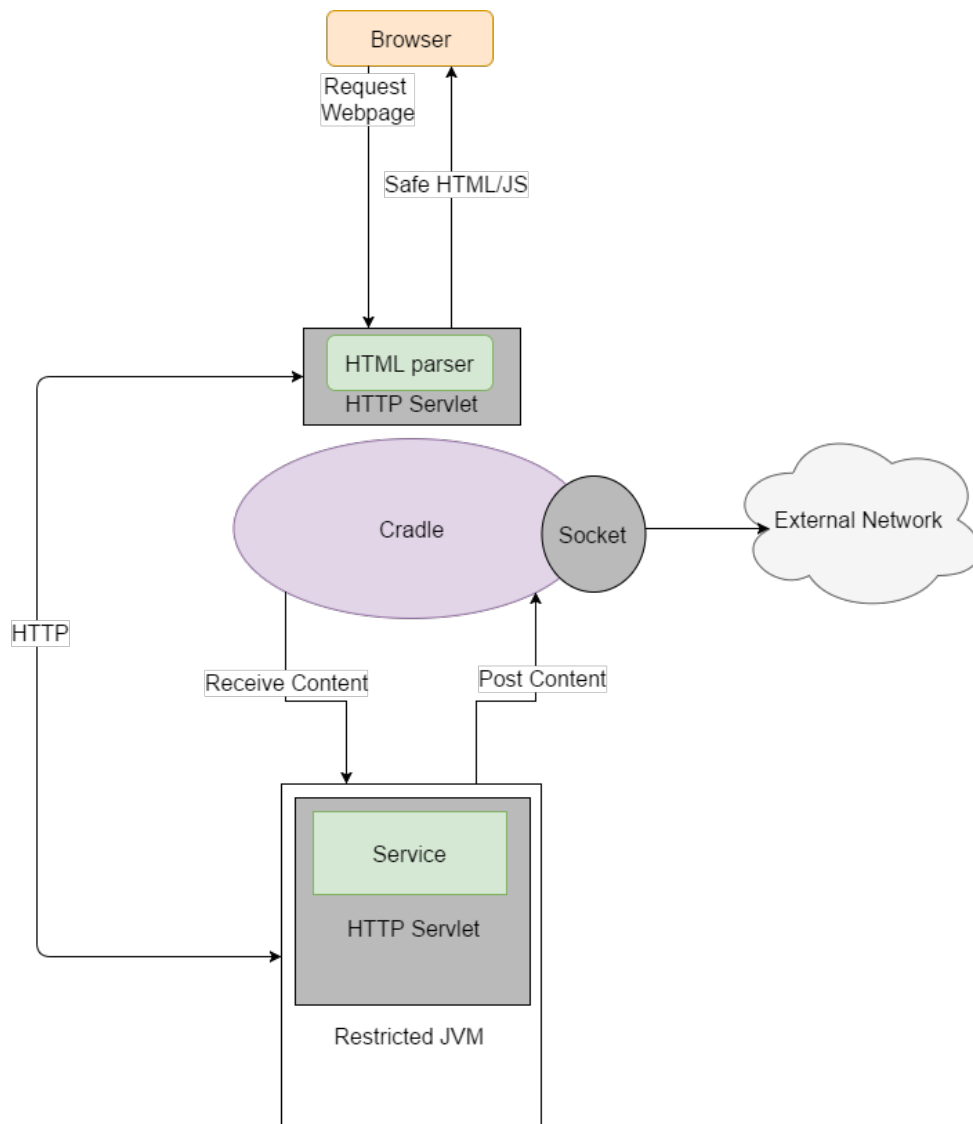 Browser
Request
Webpage
Safe HTML/JS
HTML parser
HTTP Servlet
Cradle
Socket
External Network
HTTP
Receive Content
Post Content
Service
HTTP Servlet
Restricted JVM